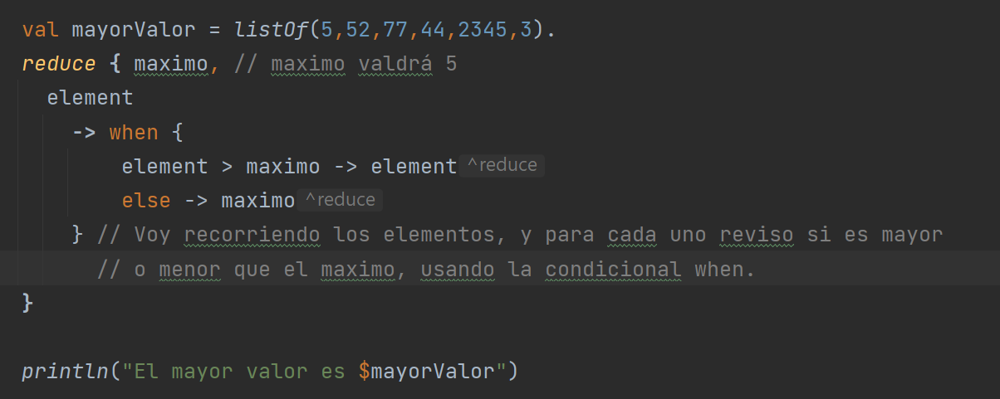 val mayorValor = listOf(5,52,77,44,2345,3).
reduce { maximo, // maximo valdrá 5
element
-> when {
element > maximo -> element ^reduce
else -> maximo ^reduce
} // Voy recorriendo los elementos, y para cada uno reviso si es mayor
// o menor que el maximo, usando la condicional when.
}
println("El mayor valor es $mayorValor")